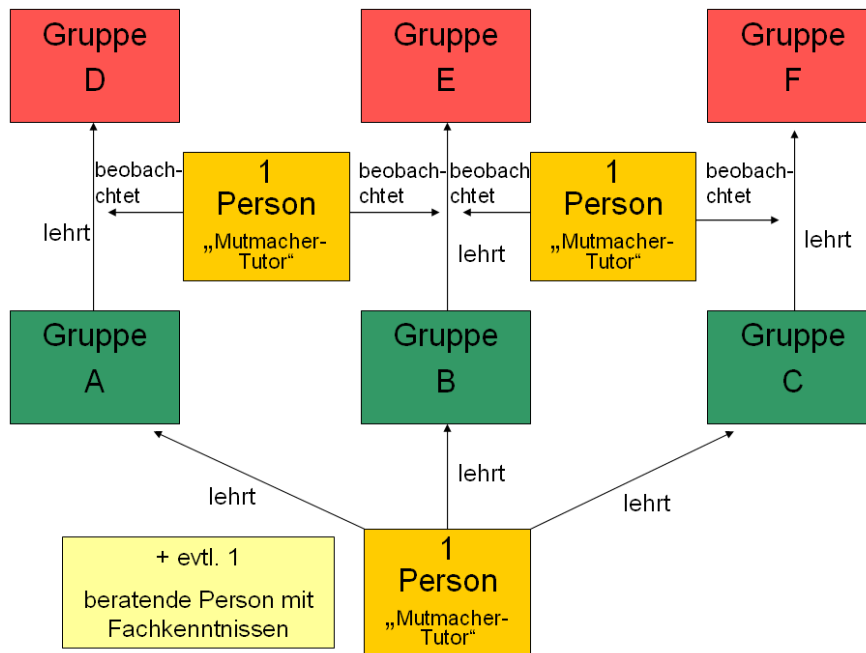 Gruppe
D
Gruppe
E
Gruppe
F
beobach-
chtet
1
Person
„Mutmacher-
Tutor“
beobach-
chtet
beobach
chtet
1
Person
„Mutmacher-
Tutor“
beobach-
chtet
lehrt
lehrt
lehrt
Gruppe
A
Gruppe
B
Gruppe
C
lehrt
lehrt
lehrt
+ evtl. 1
beratende Person mit
Fachkenntnissen
1
Person
„Mutmacher-
Tutor“